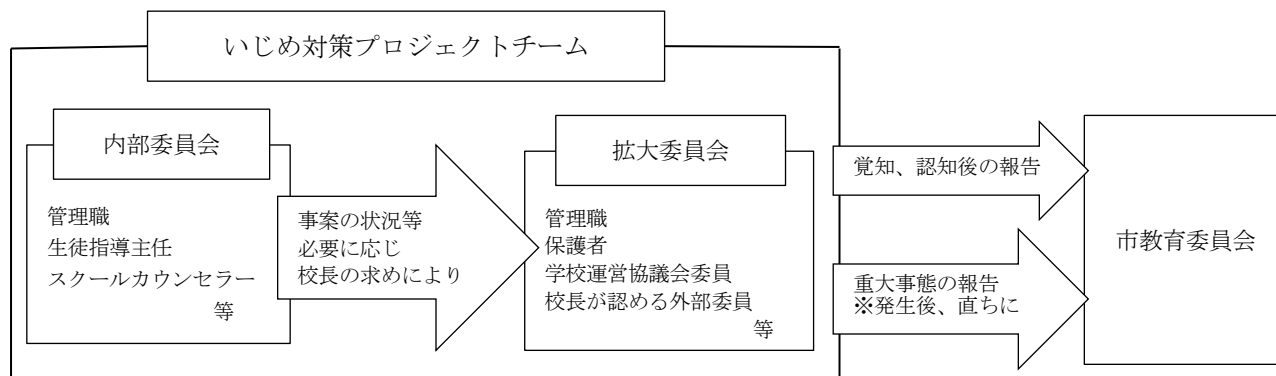 いじめ対策プロジェクトチーム
内部委員会
管理職
生徒指導主任
スクールカウンセラー
等
事案の状況等
必要に応じ
校長の求めにより
拡大委員会
管理職
保護者
学校運営協議会委員
校長が認める外部委員
等
覚知、認知後の報告
重大事態の報告
※発生後、直ちに
市教育委員会